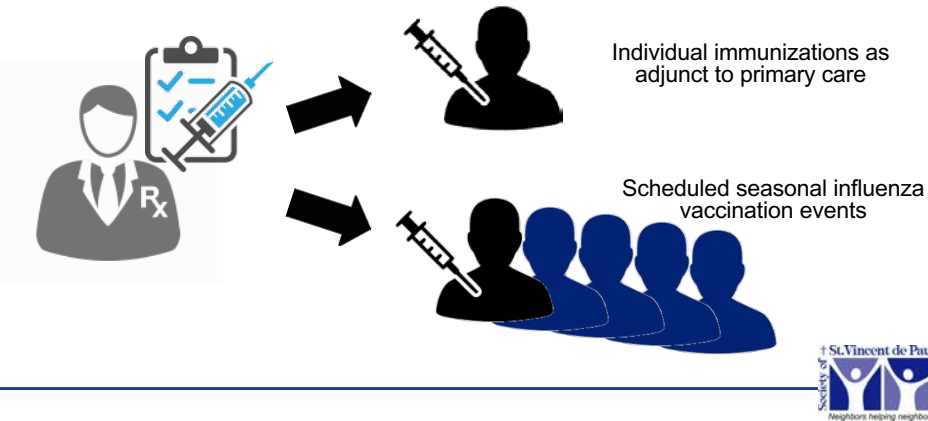 Individual immunizations as
adjunct to primary care
Rx
Scheduled seasonal influenza
vaccination events
† St.Vincent de Pau
Society of
Neighbors helping neighbo